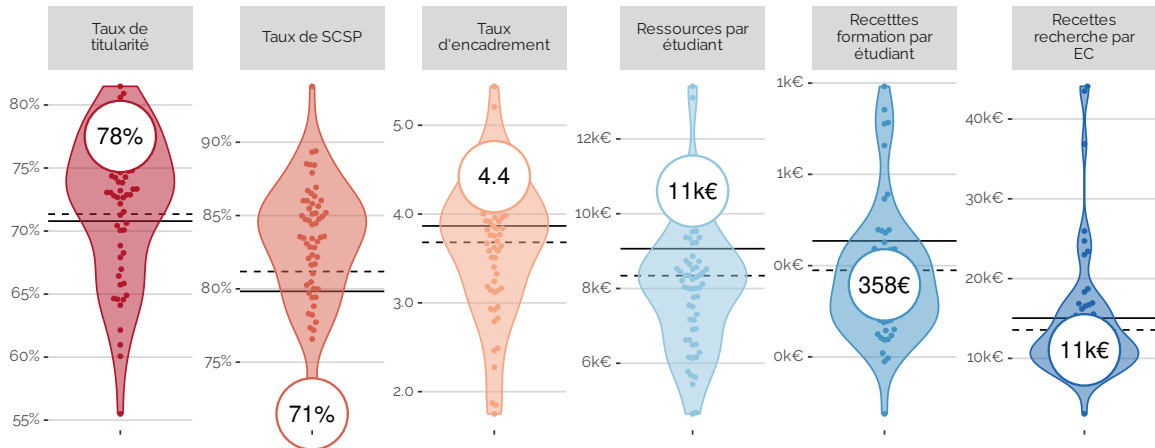 Taux de
titularité
Taux de SCSP
Taux
d'encadrement
Ressources par
étudiant
Recetttes
formation par
étudiant
Recettes
recherche par
EC
80%
75%
70%
65%
60%
55%
78%
90%
85%
80%
75%
71%
5.0
4.0
3.0
2.0
4.4
12k€
10k€
8k€
6k€
11k€
1k€
1k€
0k€
0k€
358€
40k€
30k€
20k€
10k€
11k€